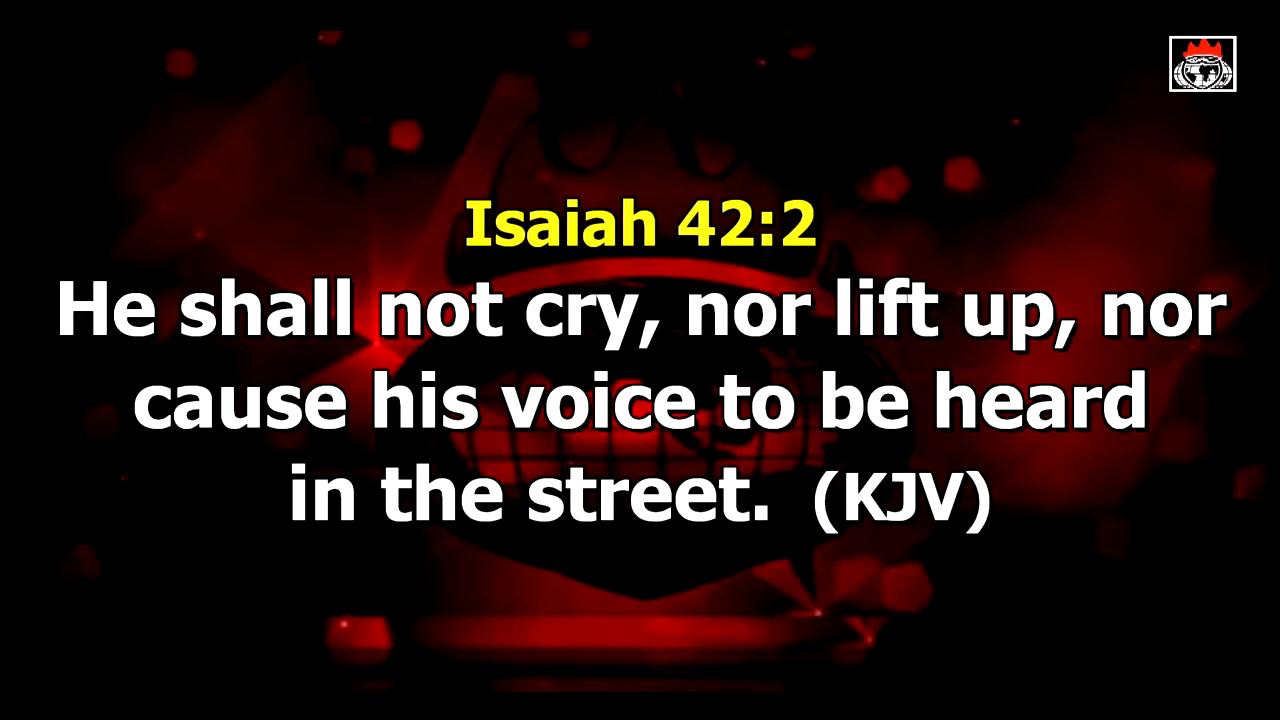 Isaiah 42:2
He shall not cry, nor lift up, nor
cause his voice to be heard
in the street. (KJV)